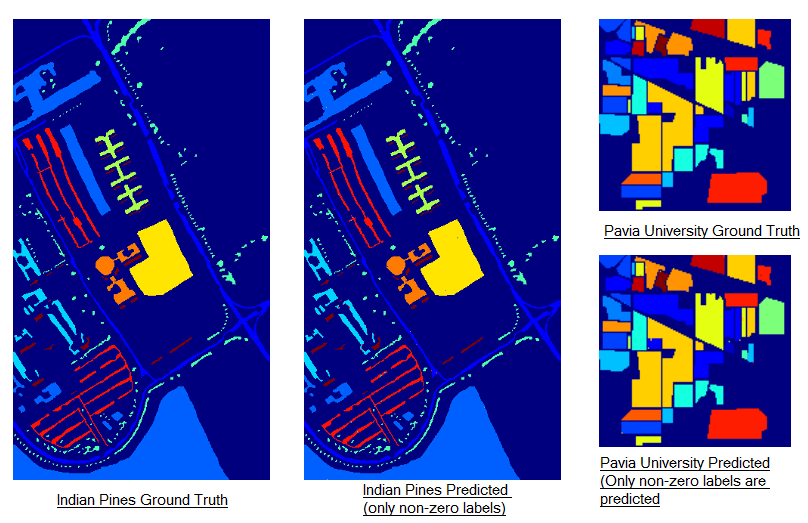 Indian Pines Ground Truth
Indian Pines Predicted
(only non-zero labels)
Pavia University Ground Truth
Pavia University Predicted
(Only non-zero labels are
predicted